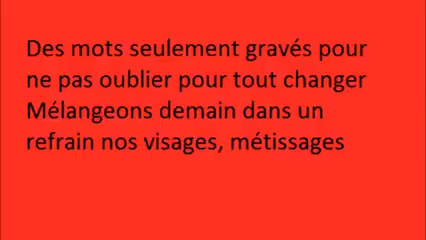 Des mots seulement gravés pour
ne pas oublier pour tout changer
Mélangeons demain dans un
refrain nos visages, métissages